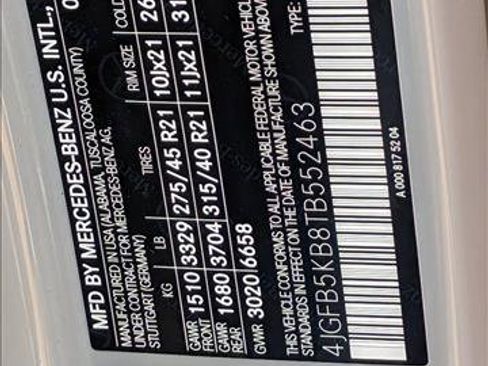 MFD BY MERCEDES-BENZ U.S. INTL.,
MANUFACTURED IN USA (ALABAMA, TUSCALOOSA COUNTY)
UNDER CONTRACT FOR MERCEDES-BENZ AG,
STUTTGART (GERMANY)
KG LB TIRES RIM SIZE COLD
GAWR FRONT 1510 3329 275/45 R21 10Jx21 26
GAWR REAR 1680 3704 315/40 R21 11Jx21 31
GVWR 3020 6658
THIS VEHICLE CONFORMS TO ALL APPLICABLE FEDERAL MOTOR VEHICLE
STANDARDS IN EFFECT ON THE DATE OF MANUFACTURE SHOWN ABOVE
4JGFB5KB8TB552463 TYPE:
A 000 817 52 04